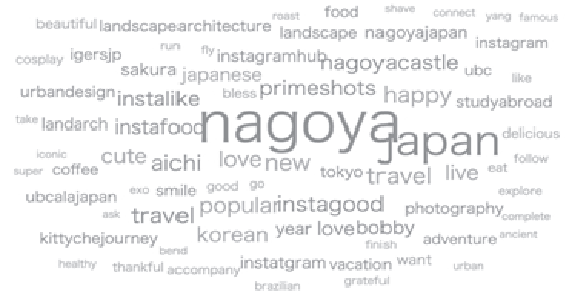 roast food shave connect yang famous
beautiful landscapearchitecture landscape nagoyajapan
run fly instagramhub instagram
cosplay igersjp nagoyacastle ubc
sakura japanese like
urbandesign instalike bless primeshots happy studyabroad
take landarch instafood nagoya japan delicious
iconic cute aichi love new follow
super coffee tokyo travel live eat
ubcalajapan exo smile good go explore
ask travel popular instagood photography complete
kittychejourney korean year love bobby adventure ancient
bendi finish
healthy thankful accompany instatgram vacation want urban
brazilian grateful